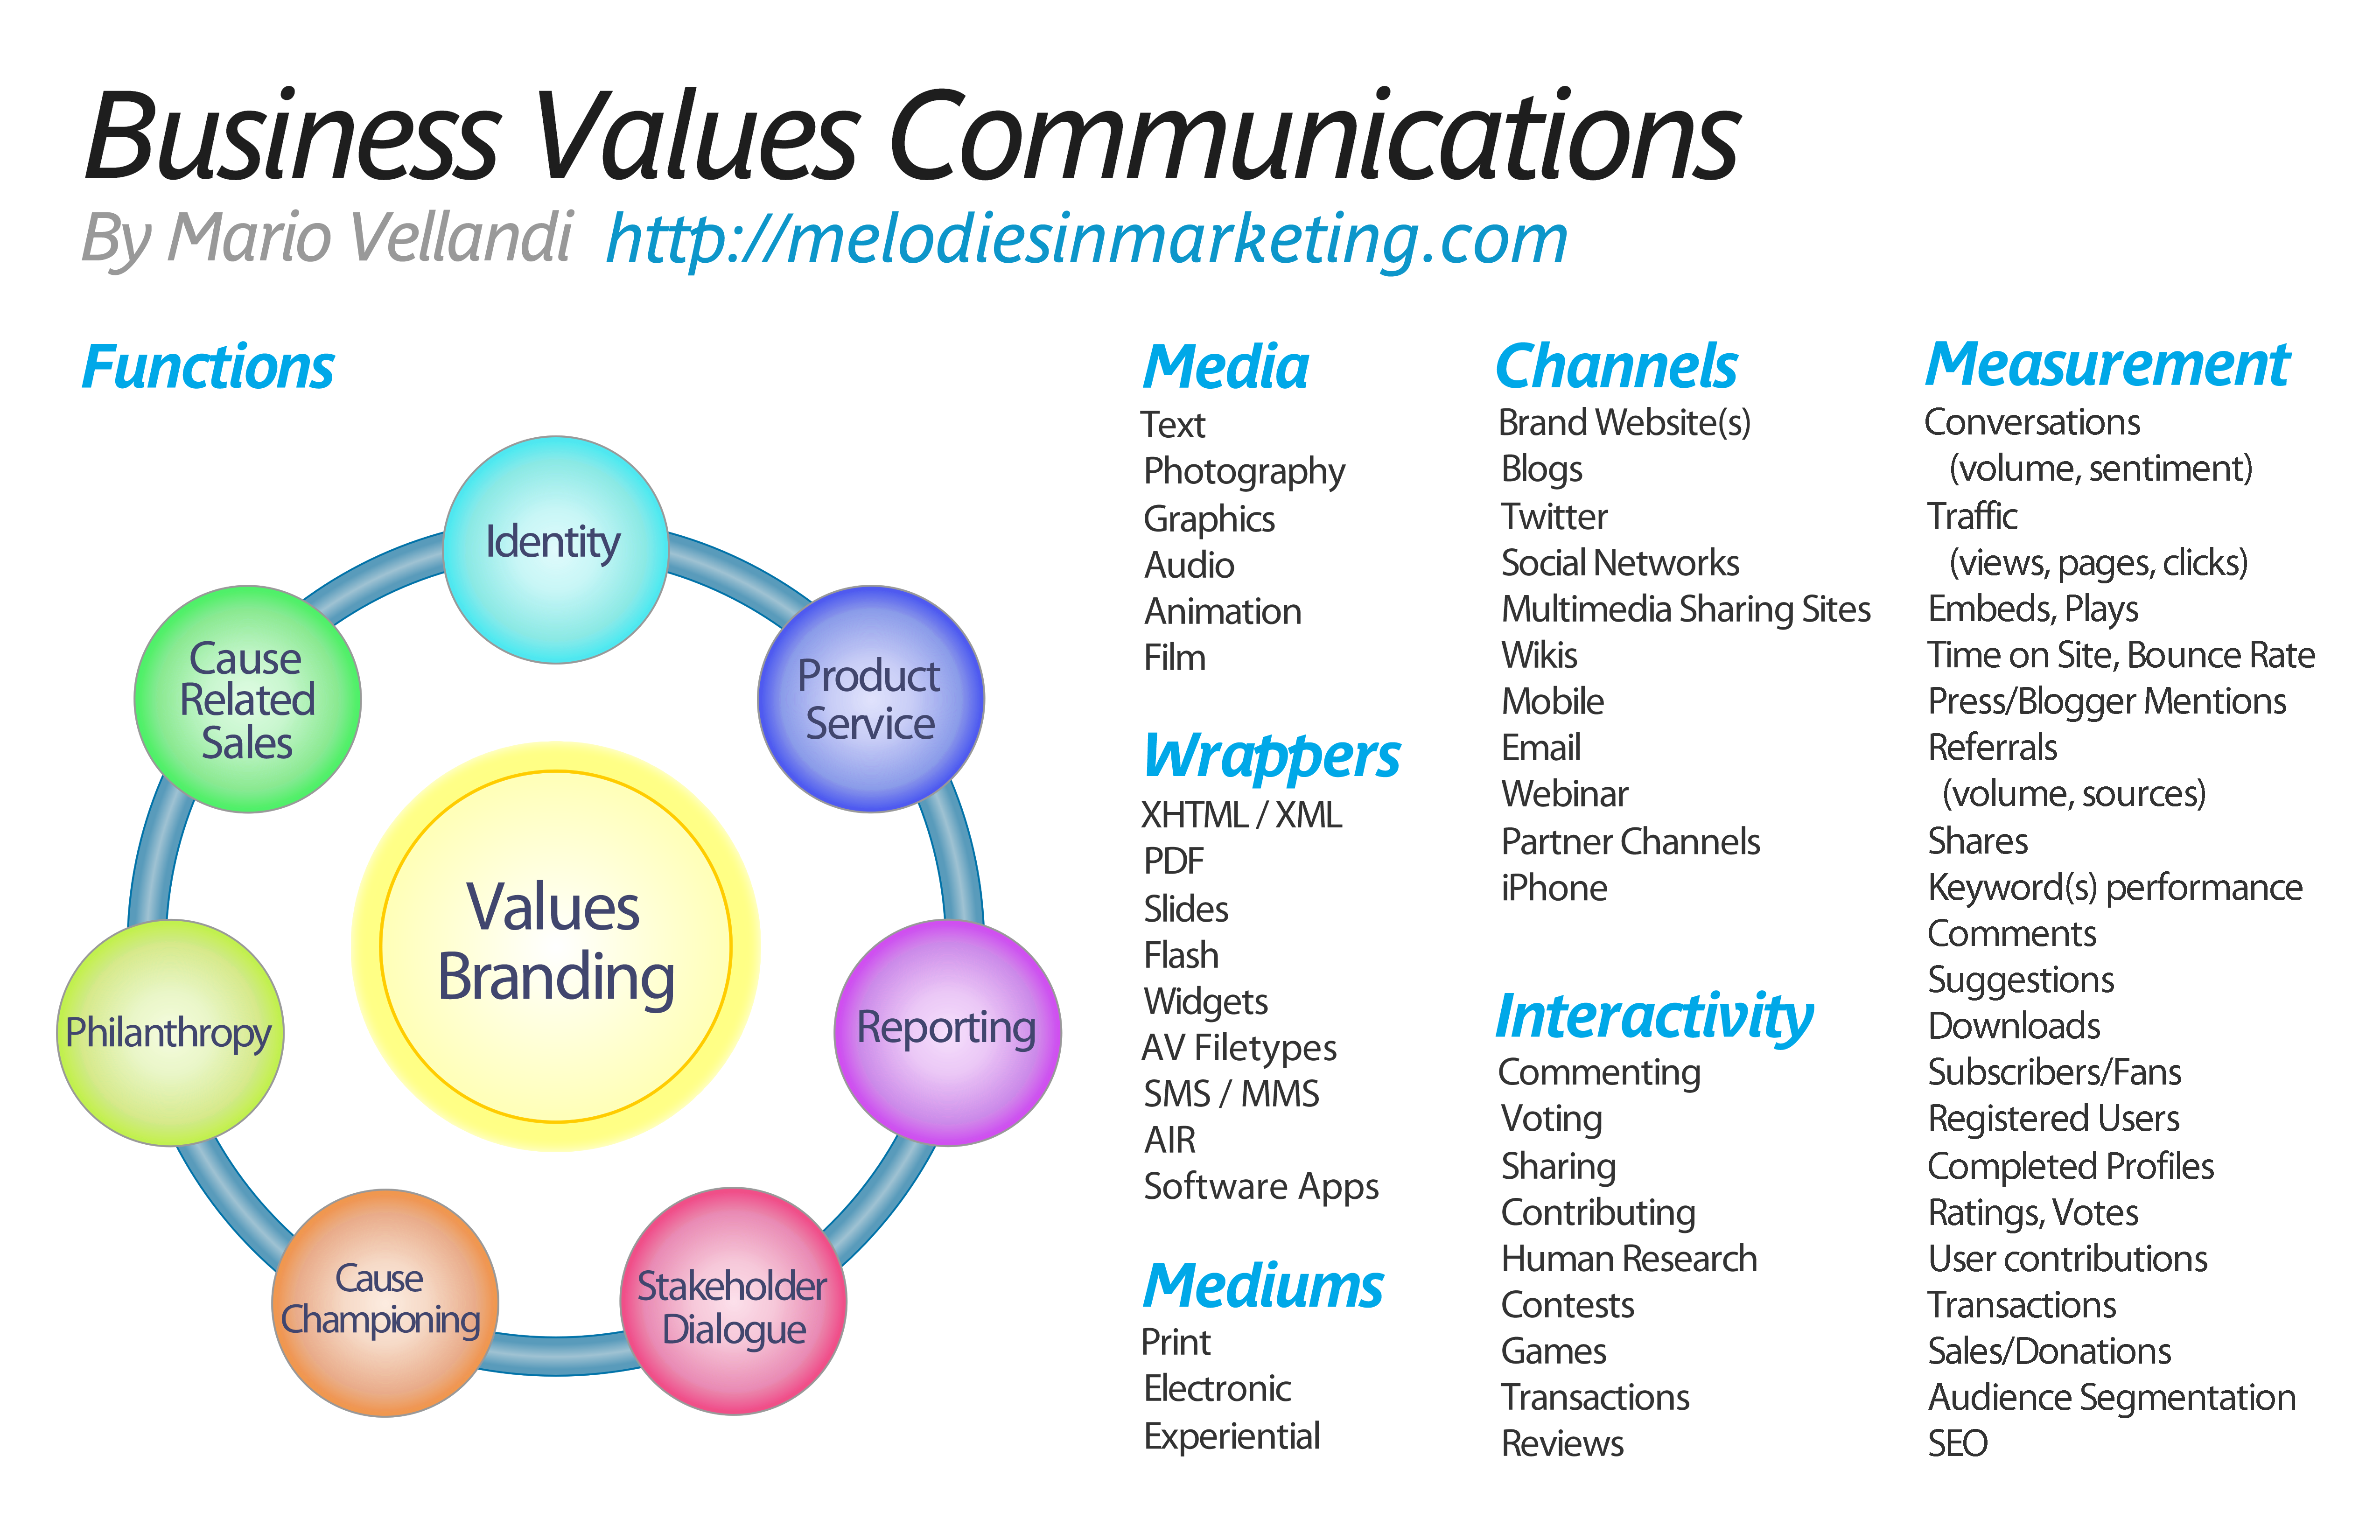 Business Values Communications
By Mario Vellandi http://melodiesinmarketing.com
Functions
Identity
Product
Service
Reporting
Stakeholder
Dialogue
Cause
Championing
Philanthropy
Cause
Related
Sales
Values
Branding
Media
Text
Photography
Graphics
Audio
Animation
Film
Wrappers
XHTML / XML
PDF
Slides
Flash
Widgets
AV Filetypes
SMS / MMS
AIR
Software Apps
Mediums
Print
Electronic
Experiential
Channels
Brand Website(s)
Blogs
Twitter
Social Networks
Multimedia Sharing Sites
Wikis
Mobile
Email
Webinar
Partner Channels
iPhone
Interactivity
Commenting
Voting
Sharing
Contributing
Human Research
Contests
Games
Transactions
Reviews
Measurement
Conversations
(volume, sentiment)
Traffic
(views, pages, clicks)
Embeds, Plays
Time on Site, Bounce Rate
Press/Blogger Mentions
Referrals
(volume, sources)
Shares
Keyword(s) performance
Comments
Suggestions
Downloads
Subscribers/Fans
Registered Users
Completed Profiles
Ratings, Votes
User contributions
Transactions
Sales/Donations
Audience Segmentation
SEO